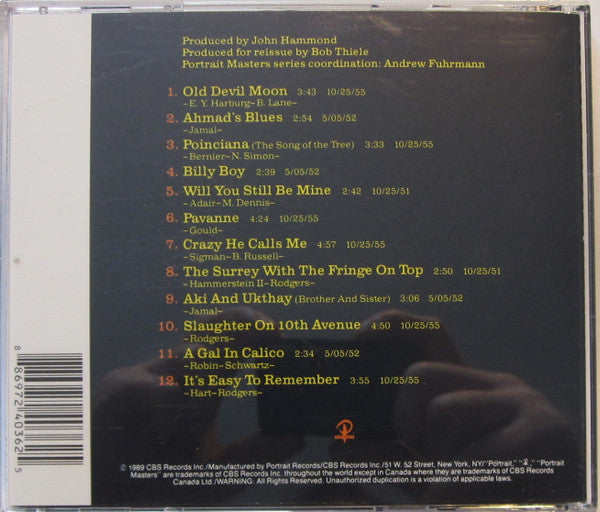 Produced by John Hammond
Produced for reissue by Bob Thiele
Portrait Masters series coordination: Andrew Fuhrmann
1. Old Devil Moon 3:43 10/25/55
–E. Y. Harburg–B. Lane–
2. Ahmad's Blues 2:54 5/05/52
–Jamal–
3. Poinciana (The Song of the Tree) 3:33 10/25/55
–Bernier–N. Simon–
4. Billy Boy 2:39 5/05/52
5. Will You Still Be Mine 2:42 10/25/51
–Adair–M. Dennis–
6. Pavanne 4:24 10/25/55
–Gould–
7. Crazy He Calls Me 4:57 10/25/55
–Sigman–B. Russell–
8. The Surrey With The Fringe On Top 2:50 10/25/51
–Hammerstein II–Rodgers–
9. Aki And Ukthay (Brother And Sister) 3:06 5/05/52
–Jamal–
10. Slaughter On 10th Avenue 4:50 10/25/55
–Rodgers–
11. A Gal In Calico 2:34 5/05/52
–Robin–Schwartz–
12. It's Easy To Remember 3:55 10/25/55
–Hart–Rodgers–
8 86972 40362 5
℗ 1989 CBS Records Inc./Manufactured by Portrait Records/CBS Records Inc./51 W. 52 Street, New York, NY/"Portrait," " ," "Portrait
Masters" are trademarks of CBS Records Inc. throughout the world except in Canada where they are trademarks of CBS Records
Canada Ltd./WARNING: All Rights Reserved. Unauthorized duplication is a violation of applicable laws.